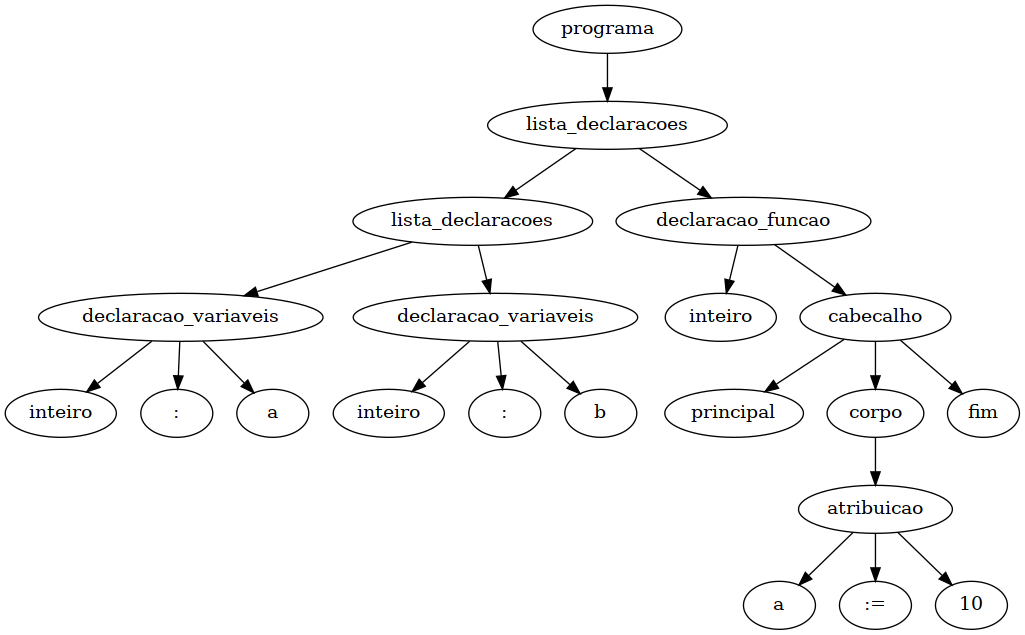 programa
lista_declaracoes
lista_declaracoes
declaracao_funcao
declaracao_variaveis
declaracao_variaveis
inteiro
cabecalho
inteiro
:
a
inteiro
:
b
principal
corpo
fim
atribuicao
a
:=
10